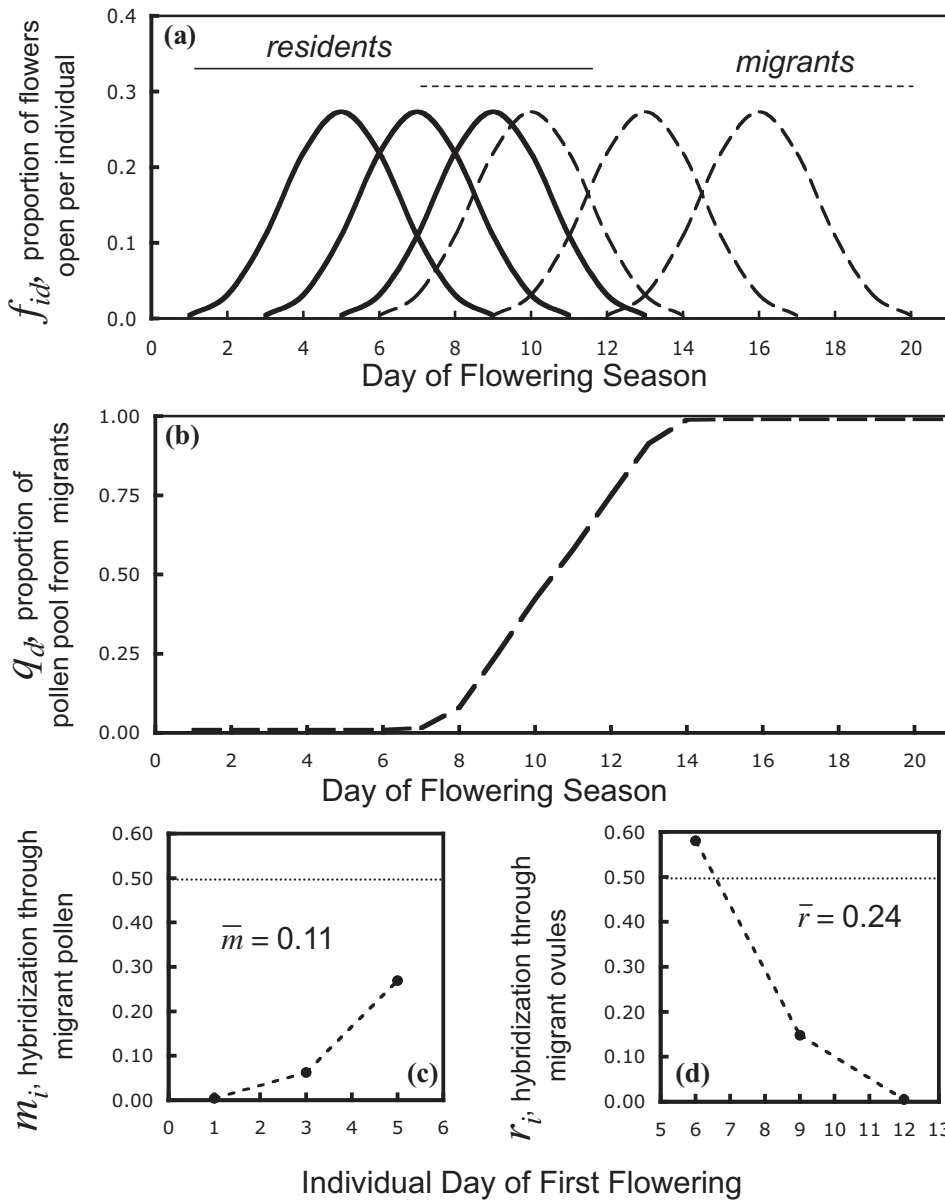 (a)
residents
migrants
f_id, proportion of flowers
open per individual
0.4
0.3
0.2
0.1
0.0
0 2 4 6 8 10 12 14 16 18 20
Day of Flowering Season
(b)
q_d, proportion of
pollen pool from migrants
1.00
0.75
0.50
0.25
0.00
0 2 4 6 8 10 12 14 16 18 20
Day of Flowering Season
m_i, hybridization through
migrant pollen
0.60
0.50
0.40
0.30
0.20
0.10
0.00
m̅ = 0.11
(c)
0 1 2 3 4 5 6
r_i, hybridization through
migrant ovules
0.60
0.50
0.40
0.30
0.20
0.10
0.00
r̅ = 0.24
(d)
5 6 7 8 9 10 11 12 13
Individual Day of First Flowering